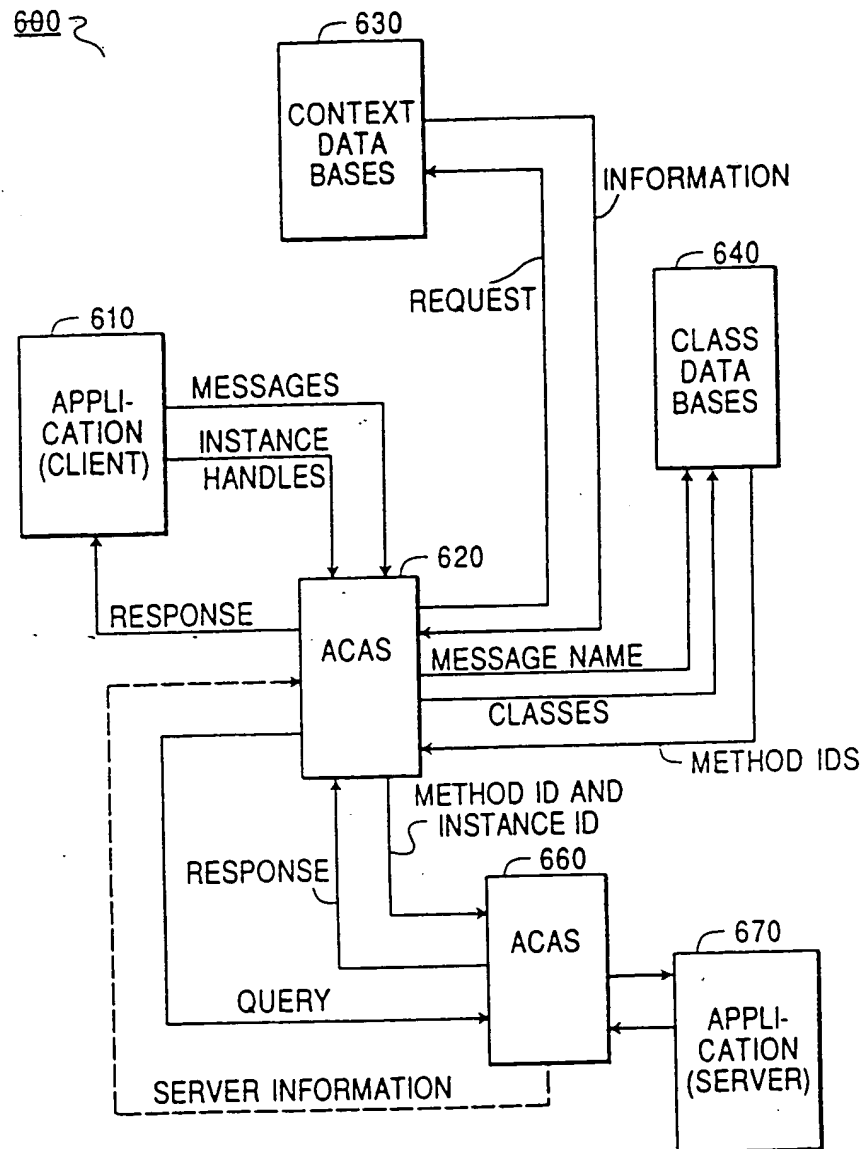 600
630
CONTEXT
DATA
BASES
INFORMATION
REQUEST
640
CLASS
DATA
BASES
610
APPLI-
CATION
(CLIENT)
MESSAGES
INSTANCE
HANDLES
620
RESPONSE
ACAS
MESSAGE NAME
CLASSES
METHOD IDS
METHOD ID AND
INSTANCE ID
RESPONSE
660
ACAS
670
APPLI-
CATION
(SERVER)
QUERY
SERVER INFORMATION